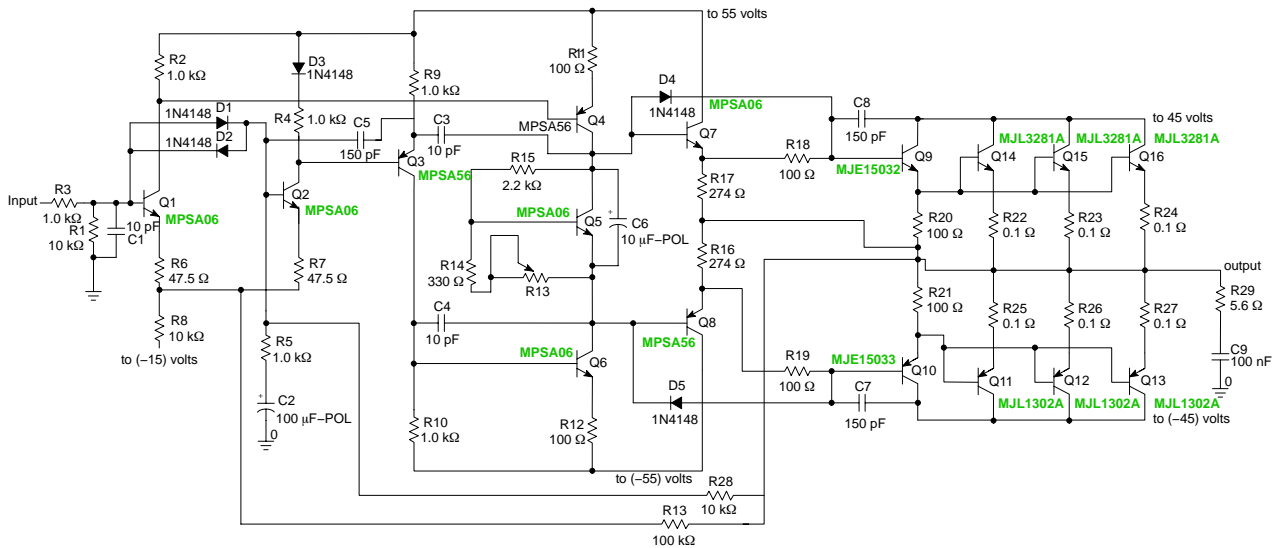 to 55 volts
R2
1.0 kΩ
D3
1N4148
R9
1.0 kΩ
R11
100 Ω
D4
1N4148
MPSA06
C8
150 pF
to 45 volts
1N4148
D1
1N4148
D2
R4
1.0 kΩ
C5
150 pF
C3
10 pF
MPSA56
Q4
Q7
Q3
MPSA56
R15
2.2 kΩ
R18
100 Ω
MJE15032
Q9
MJL3281A
Q14
MJL3281A
Q15
MJL3281A
Q16
Input
R3
1.0 kΩ
R1
10 kΩ
10 pF
C1
Q1
MPSA06
Q2
MPSA06
MPSA06
Q5
C6
10 μF-POL
R17
274 Ω
R16
274 Ω
R20
100 Ω
R22
0.1 Ω
R23
0.1 Ω
R24
0.1 Ω
R6
47.5 Ω
R7
47.5 Ω
R14
330 Ω
R13
output
R29
5.6 Ω
R8
10 kΩ
to (−15) volts
R5
1.0 kΩ
C4
10 pF
Q8
MPSA56
R21
100 Ω
R25
0.1 Ω
R26
0.1 Ω
R27
0.1 Ω
C9
100 nF
0
MPSA06
Q6
R19
100 Ω
MJE15033
Q10
Q11
MJL1302A
Q12
MJL1302A
Q13
MJL1302A
to (−45) volts
+
C2
100 μF-POL
0
R10
1.0 kΩ
R12
100 Ω
D5
1N4148
C7
150 pF
to (−55) volts
R28
10 kΩ
R13
100 kΩ
+